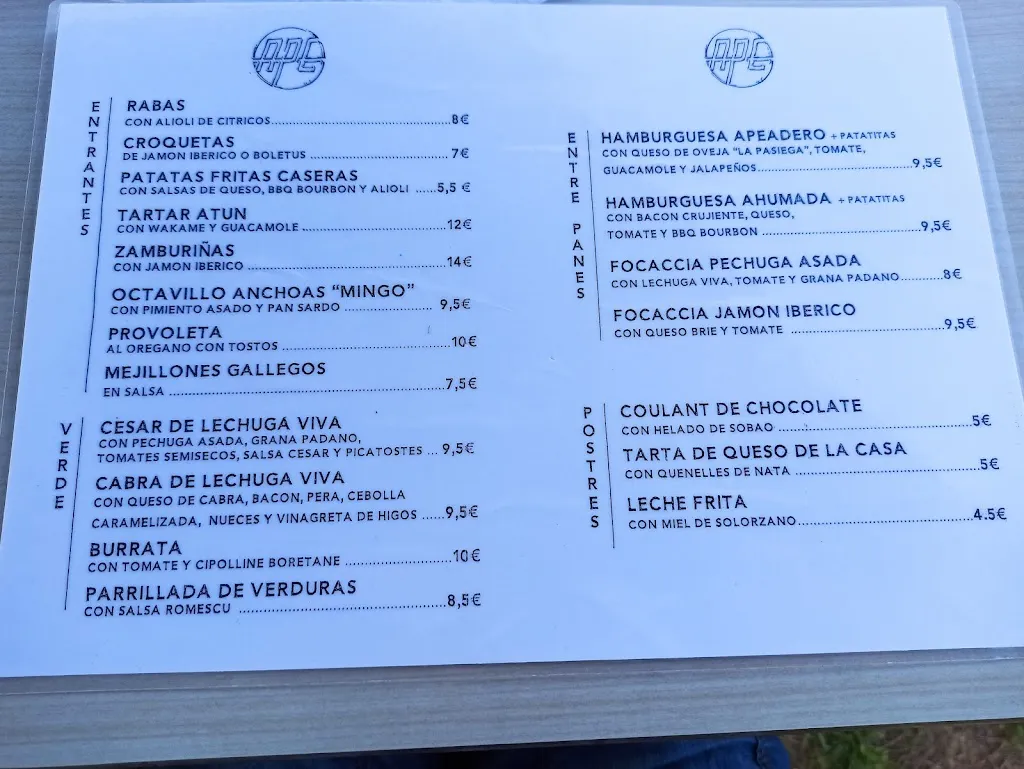 APE
ENTRANTES
RABAS
CON ALIOLI DE CITRICOS 8€
CROQUETAS
DE JAMON IBERICO O BOLETUS 7€
PATATAS FRITAS CASERAS
CON SALSAS DE QUESO, BBQ BOURBON Y ALIOLI 5,5 €
TARTAR ATUN
CON WAKAME Y GUACAMOLE 12€
ZAMBURIÑAS
CON JAMON IBERICO 14€
OCTAVILLO ANCHOAS “MINGO”
CON PIMIENTO ASADO Y PAN SARDO 9,5€
PROVOLETA
AL OREGANO CON TOSTOS 10€
MEJILLONES GALLEGOS
EN SALSA 7,5€
VERDE
CESAR DE LECHUGA VIVA
CON PECHUGA ASADA, GRANA PADANO,
TOMATES SEMISECOS, SALSA CESAR Y PICATOSTES ... 9,5€
CABRA DE LECHUGA VIVA
CON QUESO DE CABRA, BACON, PERA, CEBOLLA
CARAMELIZADA, NUECES Y VINAGRETA DE HIGOS 9,5€
BURRATA
CON TOMATE Y CIPOLLINE BORETANE 10€
PARRILLADA DE VERDURAS
CON SALSA ROMESCU 8,5€
APE
ENTRE PANES
HAMBURGUESA APEADERO + PATATITAS
CON QUESO DE OVEJA “LA PASIEGA”, TOMATE,
GUACAMOLE Y JALAPEÑOS 9,5€
HAMBURGUESA AHUMADA + PATATITAS
CON BACON CRUJIENTE, QUESO,
TOMATE Y BBQ BOURBON 9,5€
FOCACCIA PECHUGA ASADA
CON LECHUGA VIVA, TOMATE Y GRANA PADANO 8€
FOCACCIA JAMON IBERICO
CON QUESO BRIE Y TOMATE 9,5€
POSTRES
COULANT DE CHOCOLATE
CON HELADO DE SOBAO 5€
TARTA DE QUESO DE LA CASA
CON QUENELLES DE NATA 5€
LECHE FRITA
CON MIEL DE SOLORZANO 4.5€